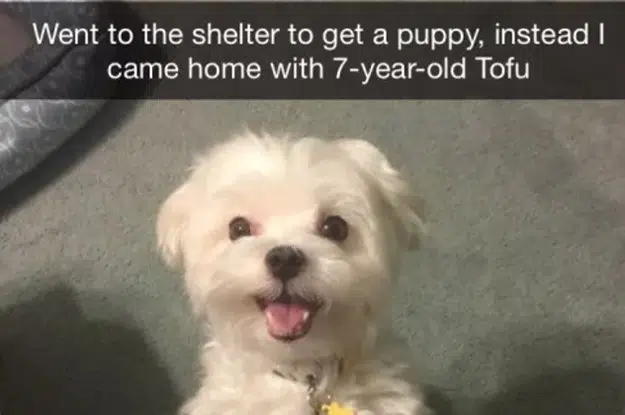 Went to the shelter to get a puppy, instead I
came home with 7-year-old Tofu